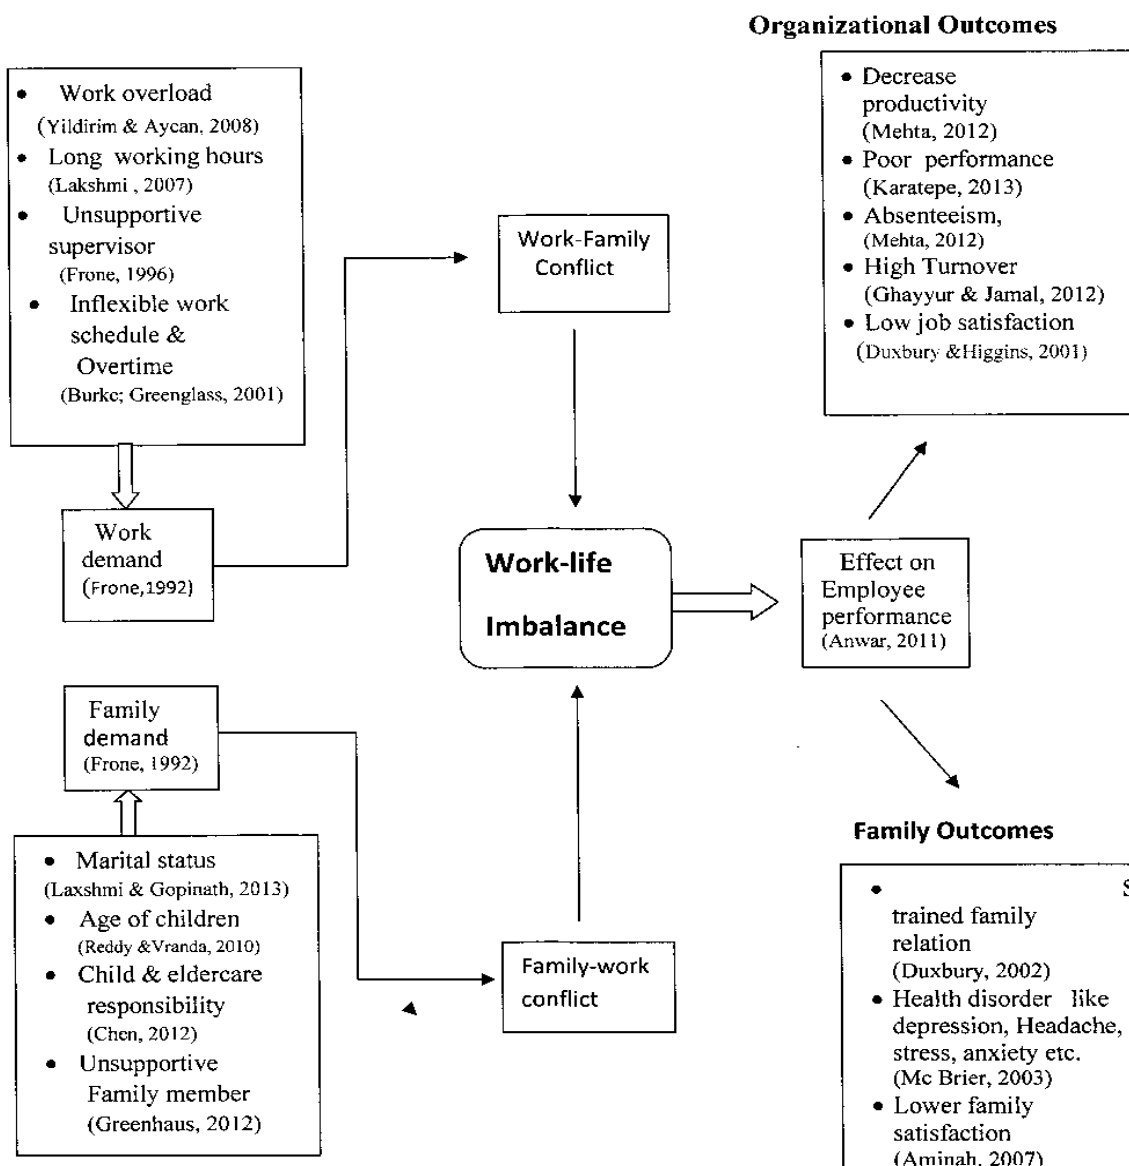 Organizational Outcomes
• Work overload
(Yildirim & Aycan, 2008)
• Long working hours
(Lakshmi , 2007)
• Unsupportive
supervisor
(Frone, 1996)
• Inflexible work
schedule &
Overtime
(Burke; Greenglass, 2001)
Work
demand
(Frone,1992)
Family
demand
(Frone, 1992)
• Marital status
(Laxshmi & Gopinath, 2013)
• Age of children
(Reddy &Vranda, 2010)
• Child & eldercare
responsibility
(Chen, 2012)
• Unsupportive
Family member
(Greenhaus, 2012)
Work-Family
Conflict
Work-life
Imbalance
Family-work
conflict
• Decrease
productivity
(Mehta, 2012)
• Poor performance
(Karatepe, 2013)
• Absenteeism,
(Mehta, 2012)
• High Turnover
(Ghayyur & Jamal, 2012)
• Low job satisfaction
(Duxbury &Higgins, 2001)
Effect on
Employee
performance
(Anwar, 2011)
Family Outcomes
• S
trained family
relation
(Duxbury, 2002)
• Health disorder like
depression, Headache,
stress, anxiety etc.
(Mc Brier, 2003)
• Lower family
satisfaction
(Aminah, 2007)